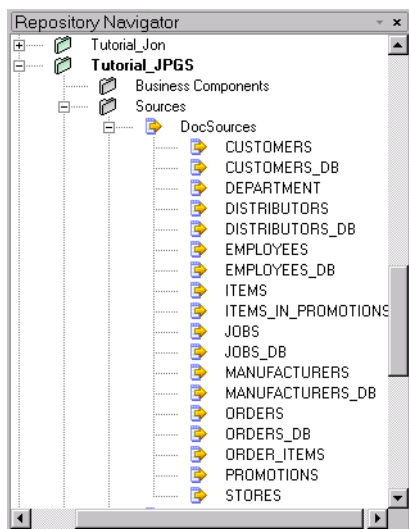 Repository Navigator
Tutorial_Jon
Tutorial_JPGS
Business Components
Sources
DocSources
CUSTOMERS
CUSTOMERS_DB
DEPARTMENT
DISTRIBUTORS
DISTRIBUTORS_DB
EMPLOYEES
EMPLOYEES_DB
ITEMS
ITEMS_IN_PROMOTIONS
JOBS
JOBS_DB
MANUFACTURERS
MANUFACTURERS_DB
ORDERS
ORDERS_DB
ORDER_ITEMS
PROMOTIONS
STORES